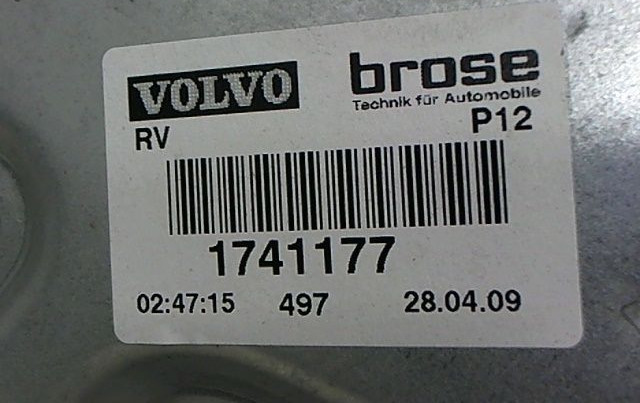 VOLVO brose
Technik für Automobile
RV P12
1741177
02:47:15 497 28.04.09